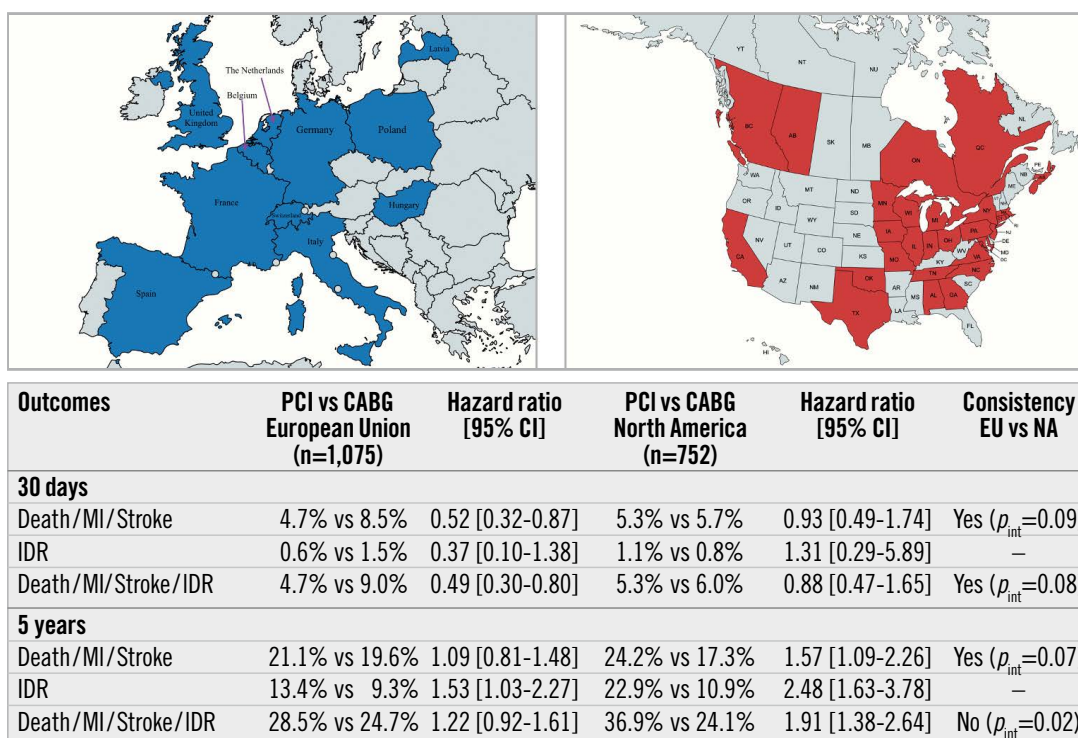 Latvia
The Netherlands
Belgium
United
Kingdom
Germany
Poland
France
Switzerland
Hungary
Italy
Spain
YT
NT
NU
BC
AB
SK
MB
ON
QC
NL
PE
NB
WA
MT
ND
MN
OR
ID
SD
WI
MI
NY
WY
NE
IA
PA
RI
NJ
DE
MD
DC
NV
UT
CO
KS
IL
IN
OH
WV
VA
KY
MO
CA
AZ
NM
OK
AR
TN
NC
SC
MS
AL
GA
LA
TX
FL
HI
Outcomes PCI vs CABG Hazard ratio PCI vs CABG Hazard ratio Consistency
European Union [95% CI] North America [95% CI] EU vs NA
(n=1,075) (n=752)
30 days
Death/MI/Stroke 4.7% vs 8.5% 0.52 [0.32-0.87] 5.3% vs 5.7% 0.93 [0.49-1.74] Yes (pint=0.09
IDR 0.6% vs 1.5% 0.37 [0.10-1.38] 1.1% vs 0.8% 1.31 [0.29-5.89] –
Death/MI/Stroke/IDR 4.7% vs 9.0% 0.49 [0.30-0.80] 5.3% vs 6.0% 0.88 [0.47-1.65] Yes (pint=0.08
5 years
Death/MI/Stroke 21.1% vs 19.6% 1.09 [0.81-1.48] 24.2% vs 17.3% 1.57 [1.09-2.26] Yes (pint=0.07
IDR 13.4% vs 9.3% 1.53 [1.03-2.27] 22.9% vs 10.9% 2.48 [1.63-3.78] –
Death/MI/Stroke/IDR 28.5% vs 24.7% 1.22 [0.92-1.61] 36.9% vs 24.1% 1.91 [1.38-2.64] No (pint=0.02)